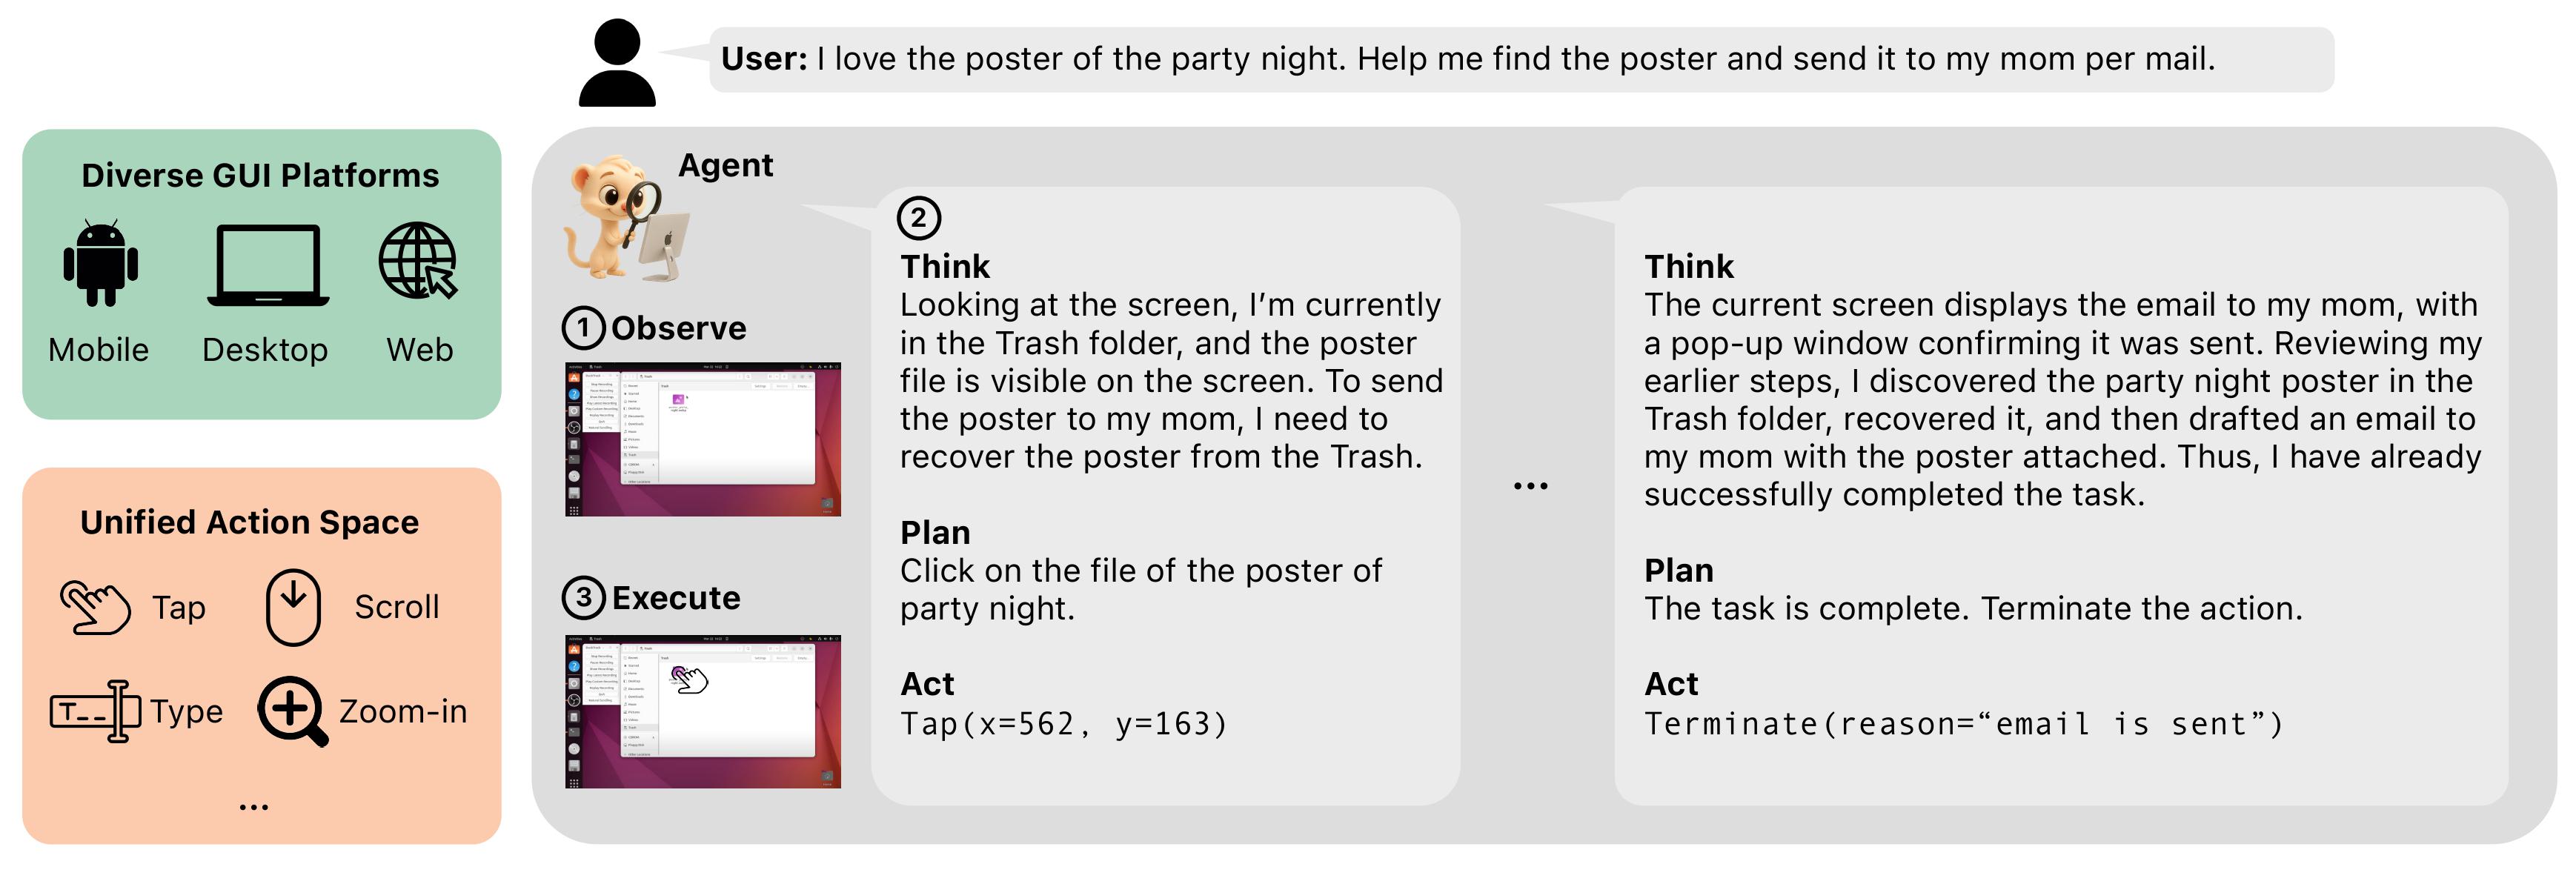 User: I love the poster of the party night. Help me find the poster and send it to my mom per mail.
Diverse GUI Platforms
Mobile
Desktop
Web
Unified Action Space
Tap
Scroll
T
Type
Zoom-in
...
Agent
1 Observe
3 Execute
2
Think
Looking at the screen, I’m currently
in the Trash folder, and the poster
file is visible on the screen. To send
the poster to my mom, I need to
recover the poster from the Trash.
Plan
Click on the file of the poster of
party night.
Act
Tap(x=562, y=163)
...
Think
The current screen displays the email to my mom, with
a pop-up window confirming it was sent. Reviewing my
earlier steps, I discovered the party night poster in the
Trash folder, recovered it, and then drafted an email to
my mom with the poster attached. Thus, I have already
successfully completed the task.
Plan
The task is complete. Terminate the action.
Act
Terminate(reason=“email is sent”)